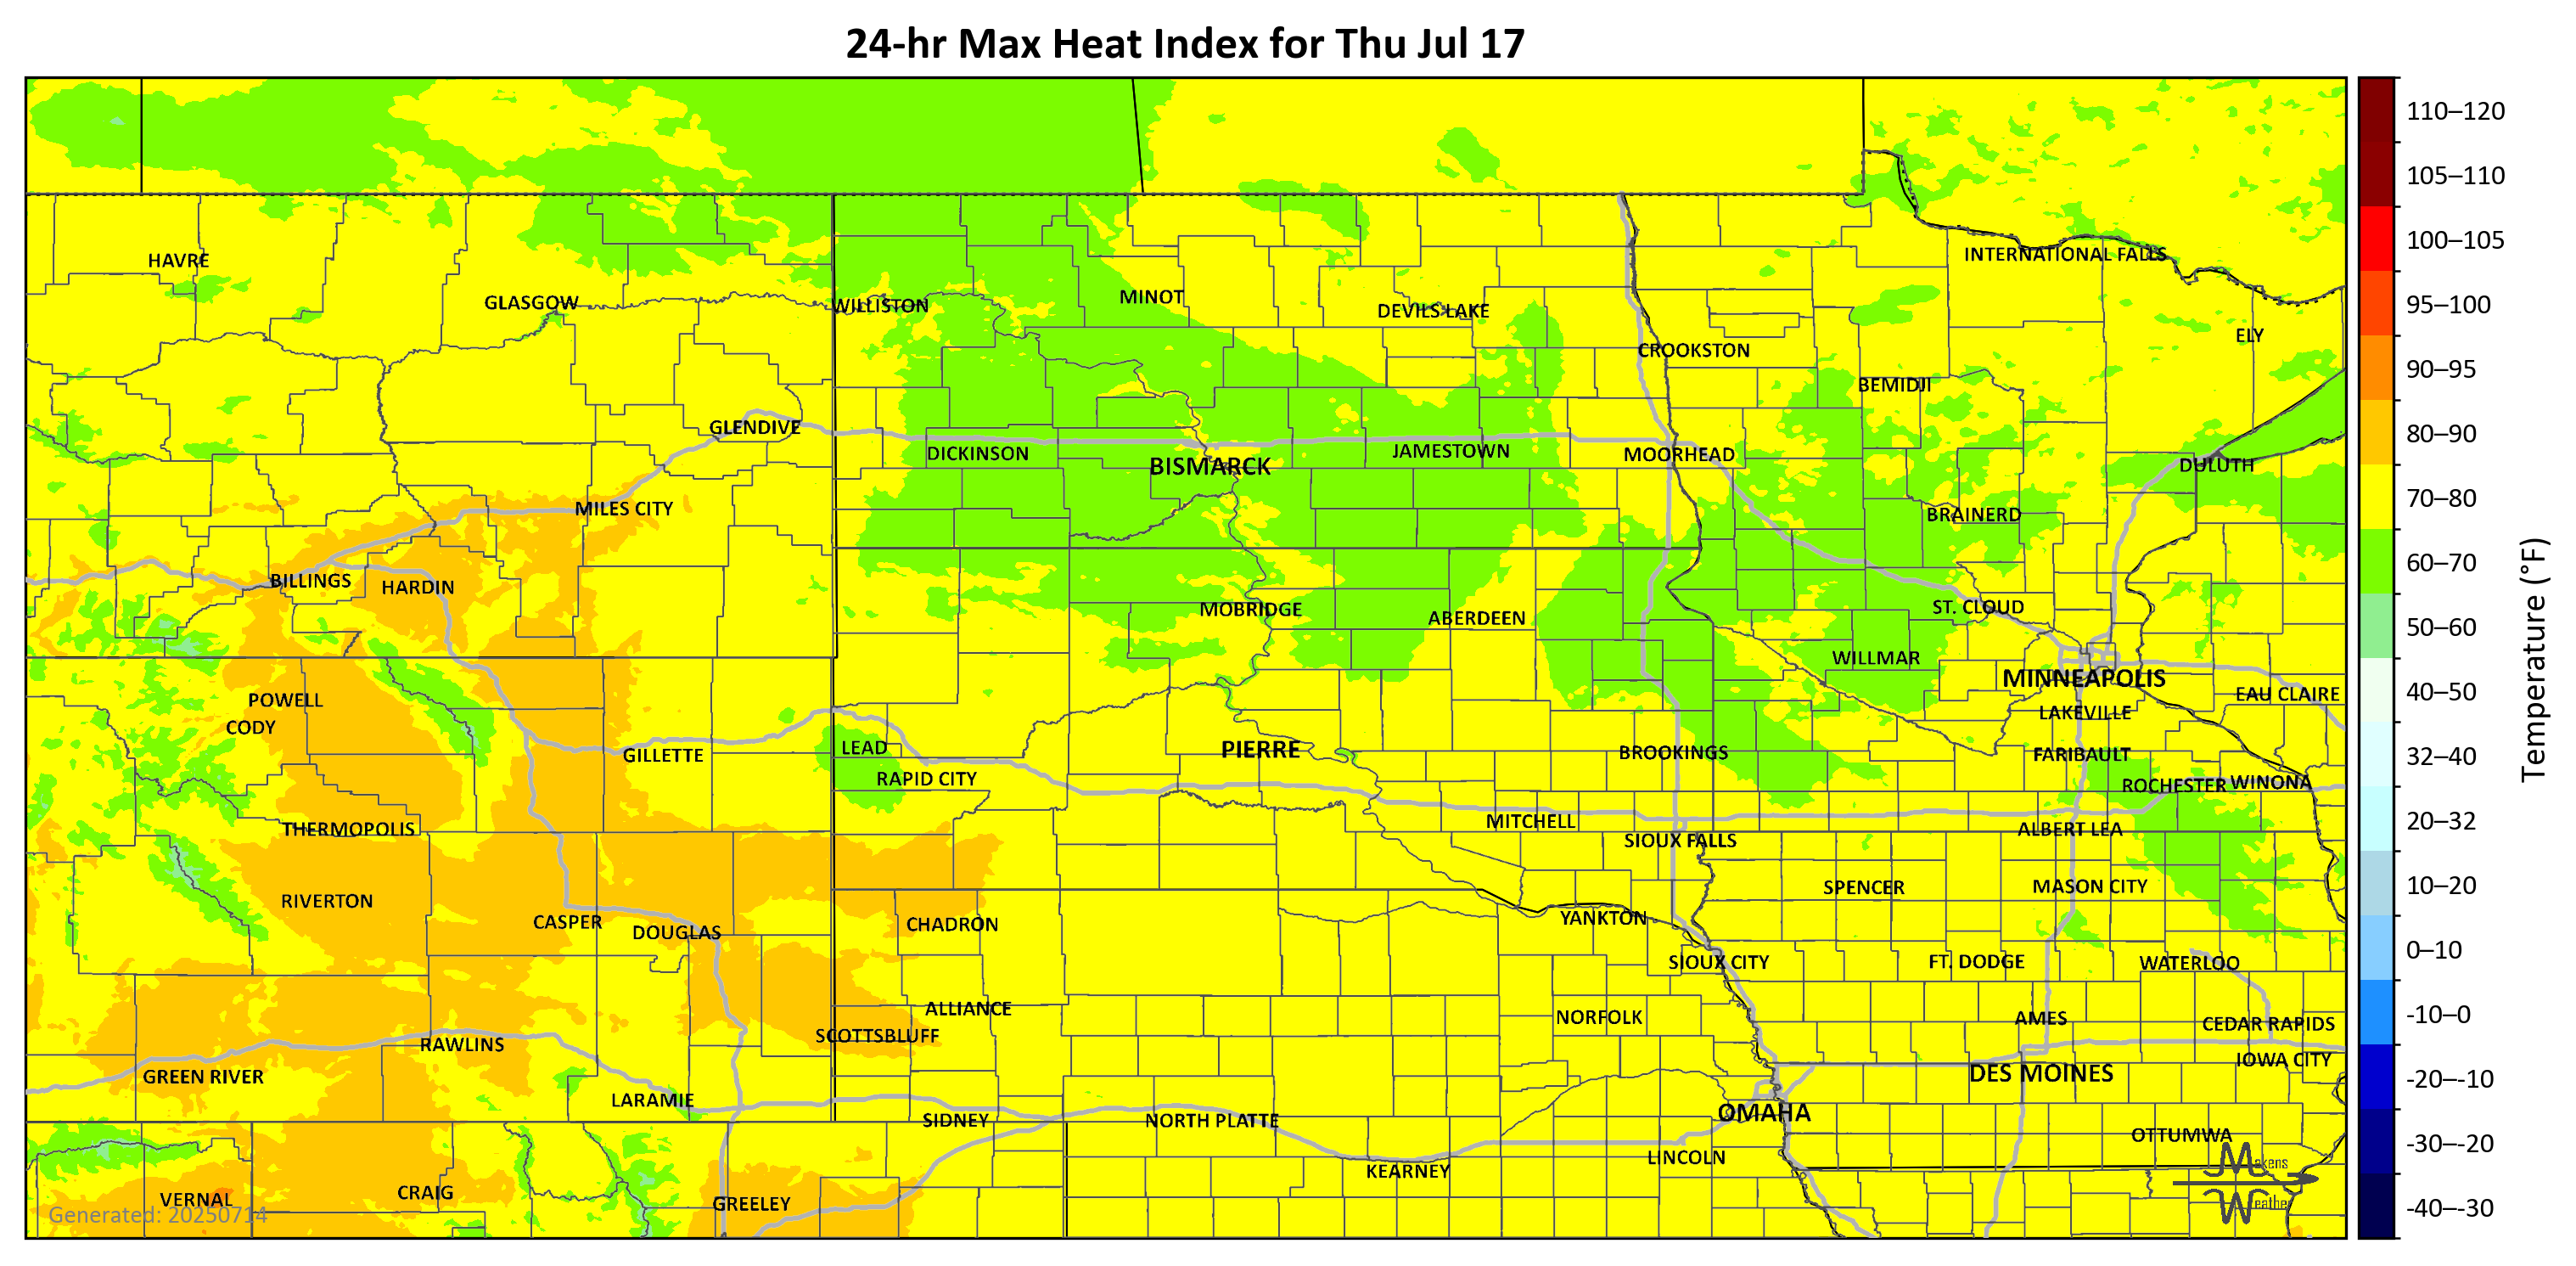 24-hr Max Heat Index for Thu Jul 17
110–120
105–110
100–105
95–100
90–95
80–90
70–80
60–70
50–60
40–50
32–40
20–32
10–20
0–10
-10–0
-20–-10
-30–-20
-40–-30
Temperature (°F)
HAVRE
INTERNATIONAL FALLS
GLASGOW
WILLISTON
MINOT
DEVILS LAKE
ELY
CROOKSTON
BEMIDJI
GLENDIVE
DICKINSON
BISMARCK
JAMESTOWN
MOORHEAD
DULUTH
MILES CITY
BRAINERD
BILLINGS
HARDIN
MOBRIDGE
ABERDEEN
ST. CLOUD
WILLMAR
MINNEAPOLIS
POWELL
EAU CLAIRE
CODY
LAKEVILLE
GILLETTE
LEAD
PIERRE
BROOKINGS
FARIBAULT
RAPID CITY
ROCHESTER
WINONA
THERMOPOLIS
MITCHELL
SIOUX FALLS
ALBERT LEA
RIVERTON
SPENCER
MASON CITY
CASPER
DOUGLAS
CHADRON
YANKTON
SIOUX CITY
FT. DODGE
WATERLOO
ALLIANCE
NORFOLK
AMES
CEDAR RAPIDS
SCOTTSBLUFF
RAWLINS
IOWA CITY
GREEN RIVER
DES MOINES
LARAMIE
SIDNEY
NORTH PLATTE
OMAHA
OTTUMWA
LINCOLN
KEARNEY
VERNAL
CRAIG
GREELEY
Generated: 20250714
Makens
Weather